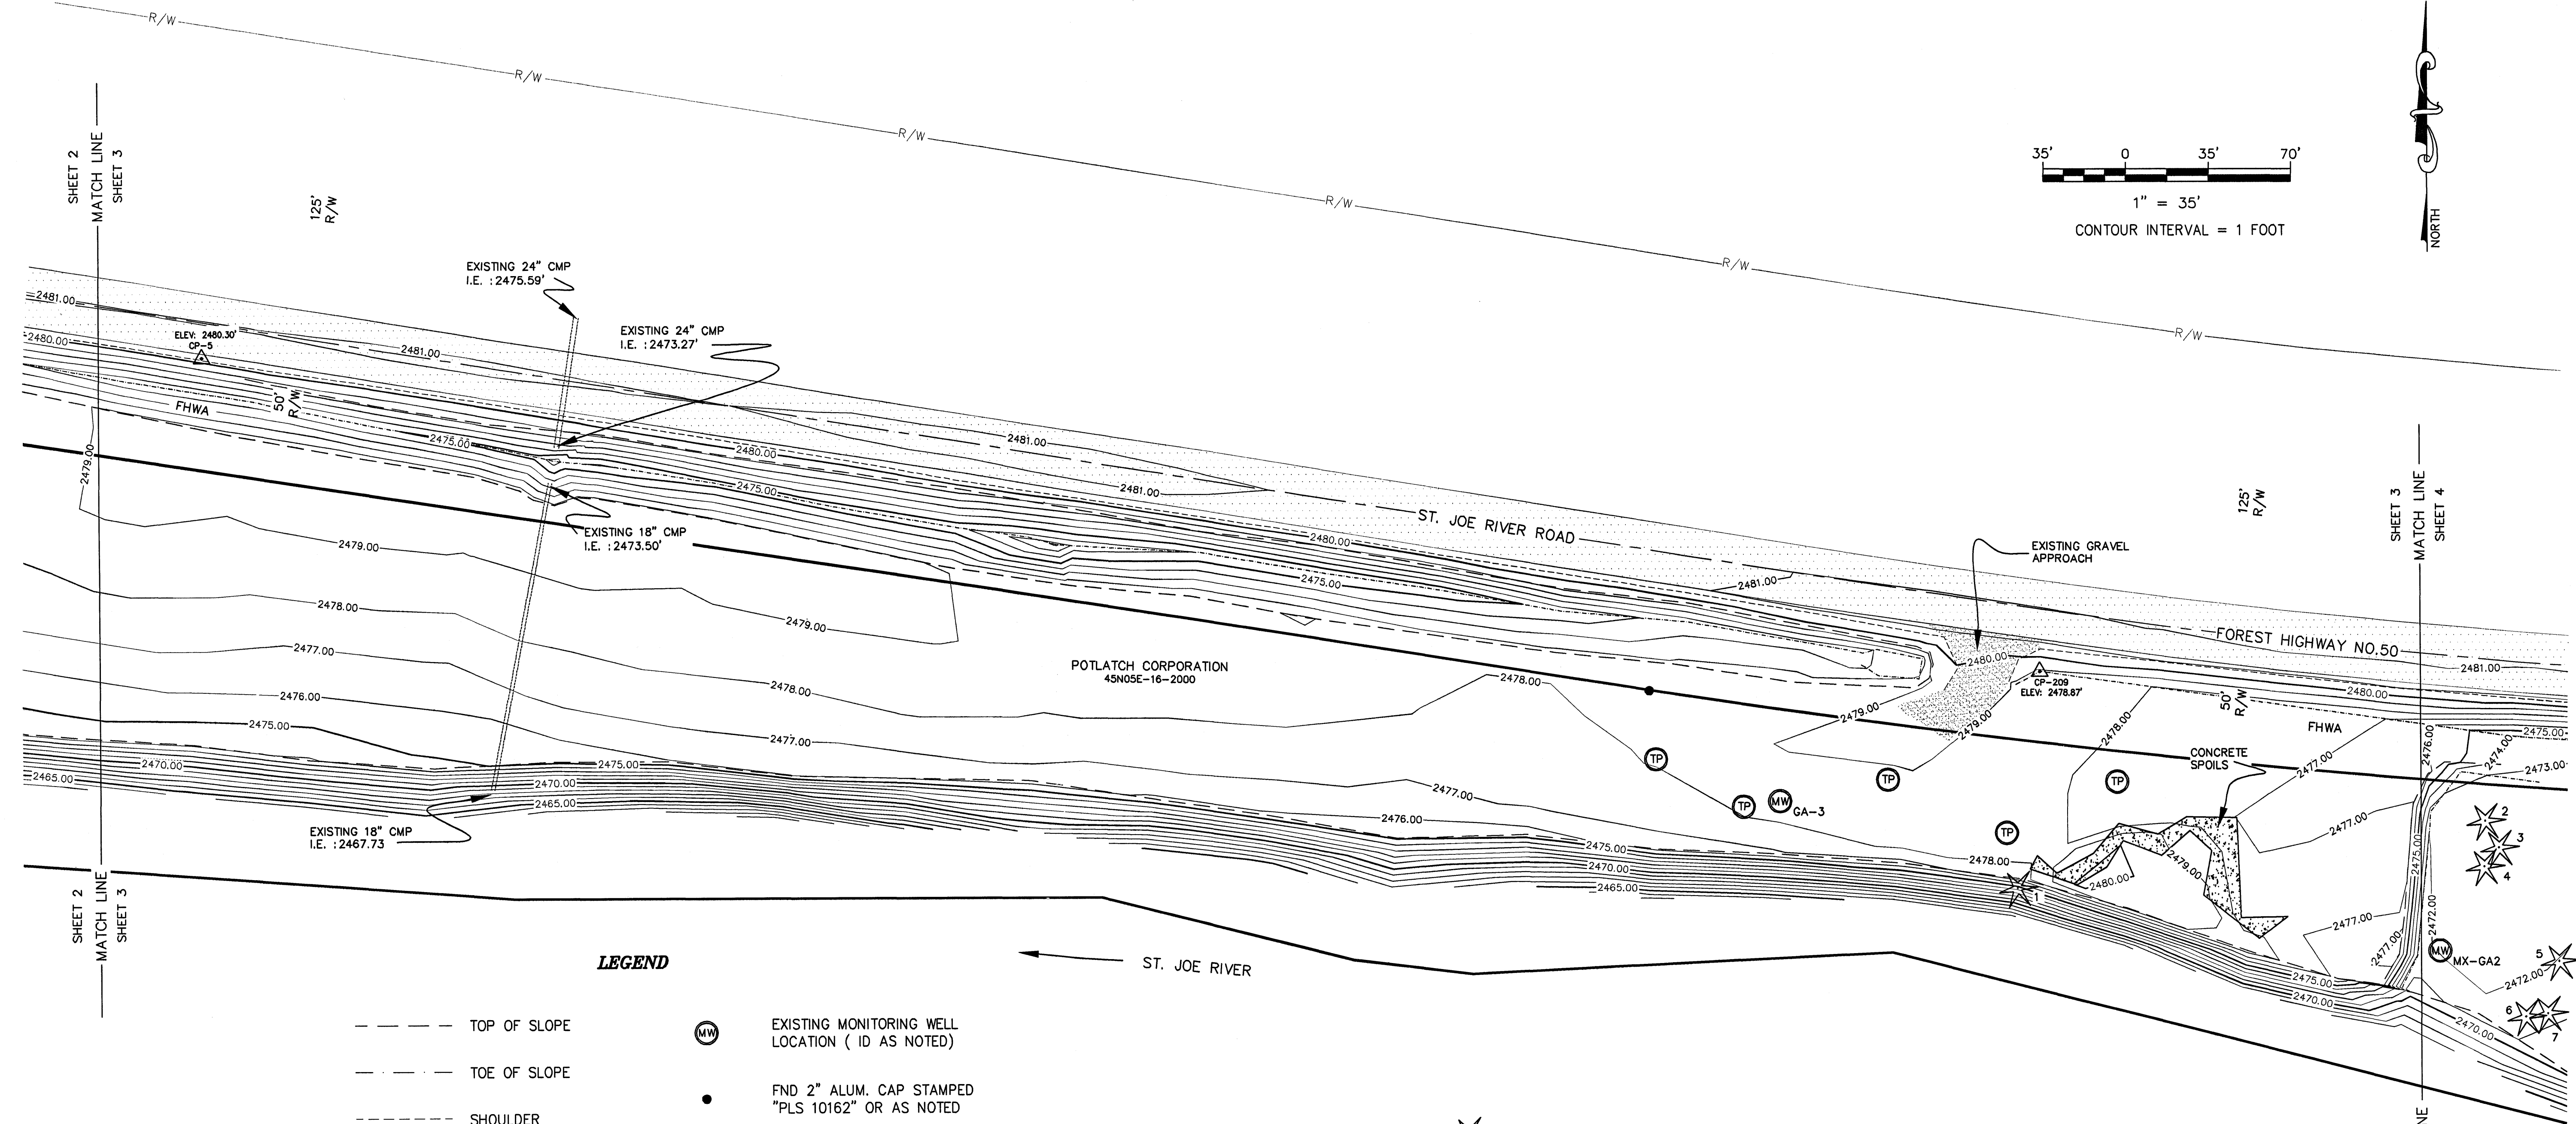 R/W
R/W
R/W
R/W
R/W
R/W
SHEET 2
MATCH LINE
SHEET 3
125'
R/W
35' 0 35' 70'
1" = 35'
CONTOUR INTERVAL = 1 FOOT
NORTH
EXISTING 24" CMP
I.E. :2475.59'
EXISTING 24" CMP
I.E. :2473.27'
2481.00
ELEV: 2480.30'
CP-5
2480.00
2481.00
FHWA
50'
R/W
2475.00
2480.00
2481.00
2479.00
2475.00
2481.00
EXISTING 18" CMP
I.E. :2473.50'
ST. JOE RIVER ROAD
2480.00
2475.00
2481.00
EXISTING GRAVEL
APPROACH
125'
R/W
SHEET 3
MATCH LINE
SHEET 4
FOREST HIGHWAY NO.50
2481.00
2480.00
2480.00
CP-209
ELEV: 2478.87'
50'
R/W
FHWA
2479.00
2478.00
2479.00
2477.00
2478.00
2476.00
2477.00
2475.00
POTLATCH CORPORATION
45N05E-16-2000
2478.00
2479.00
2479.00
2478.00
2477.00
CONCRETE
SPOILS
2476.00
2475.00
2474.00
2473.00
2465.00
2470.00
2475.00
2470.00
2465.00
EXISTING 18" CMP
I.E. :2467.73
TP
TP
MW
GA-3
TP
TP
TP
2477.00
2476.00
2475.00
2470.00
2465.00
2478.00
2480.00
2479.00
2477.00
2475.00
2477.00
2477.00
2472.00
2475.00
2470.00
1
2
3
4
5
6
7
MW
MX-GA2
2472.00
2470.00
SHEET 2
MATCH LINE
SHEET 3
ST. JOE RIVER
LEGEND
TOP OF SLOPE
TOE OF SLOPE
SHOULDER
MW
EXISTING MONITORING WELL
LOCATION ( ID AS NOTED)
FND 2" ALUM. CAP STAMPED
"PLS 10162" OR AS NOTED
NE